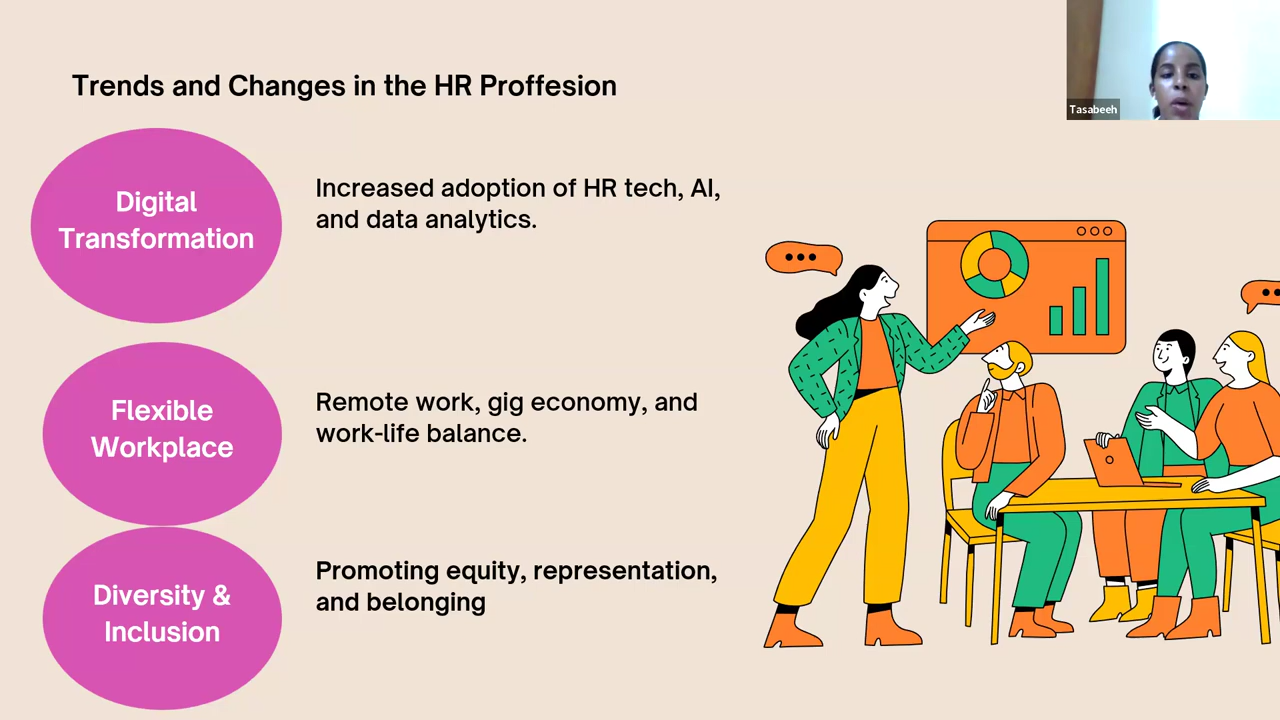 Trends and Changes in the HR Proffesion
Tasabeeh
Digital
Transformation
Increased adoption of HR tech, AI,
and data analytics.
Flexible
Workplace
Remote work, gig economy, and
work-life balance.
Diversity &
Inclusion
Promoting equity, representation,
and belonging